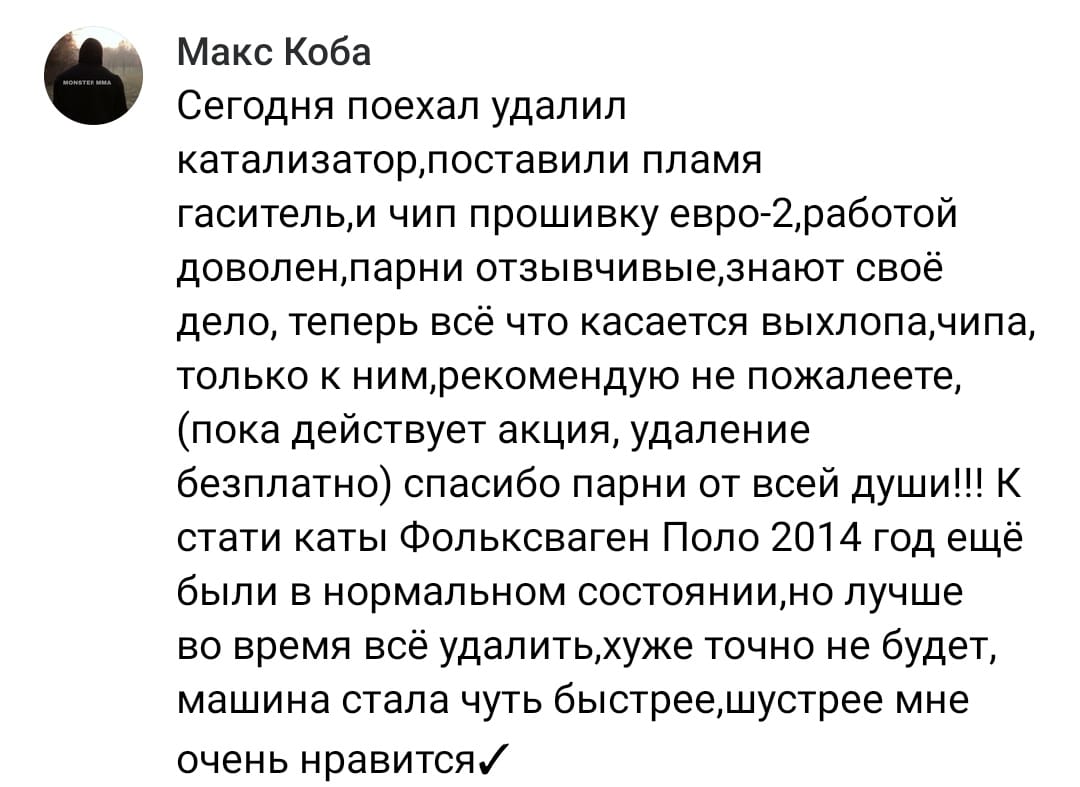 Макс Коба
MONSTER MMA
Сегодня поехал удалил
катализатор,поставили пламя
гаситель,и чип прошивку евро-2,работой
доволен,парни отзывчивые,знают своё
дело, теперь всё что касается выхлопа,чипа,
только к ним,рекомендую не пожалеете,
(пока действует акция, удаление
безплатно) спасибо парни от всей души!!! К
стати каты Фольксваген Поло 2014 год ещё
были в нормальном состоянии,но лучше
во время всё удалить,хуже точно не будет,
машина стала чуть быстрее,шустрее мне
очень нравится✓